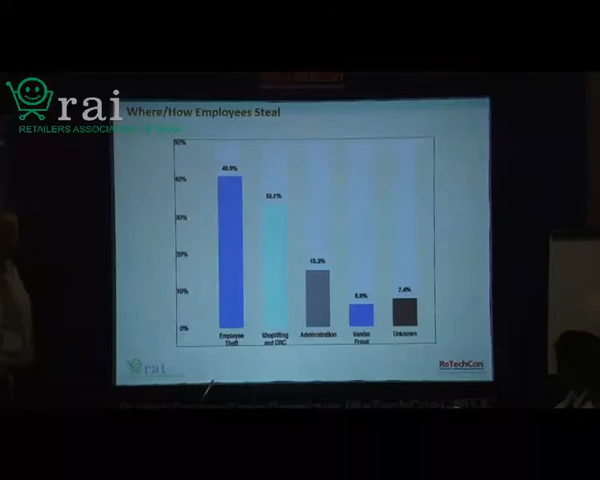 rai
RETAILERS ASSOCIATION OF
Where/How Employees Steal
50%
40%
30%
20%
10%
0%
15.3%
7.4%
Employee
Theft
Shoplifting
and ORC
Administration
Vendor
Fraud
Unknown
rai
ReTechCon